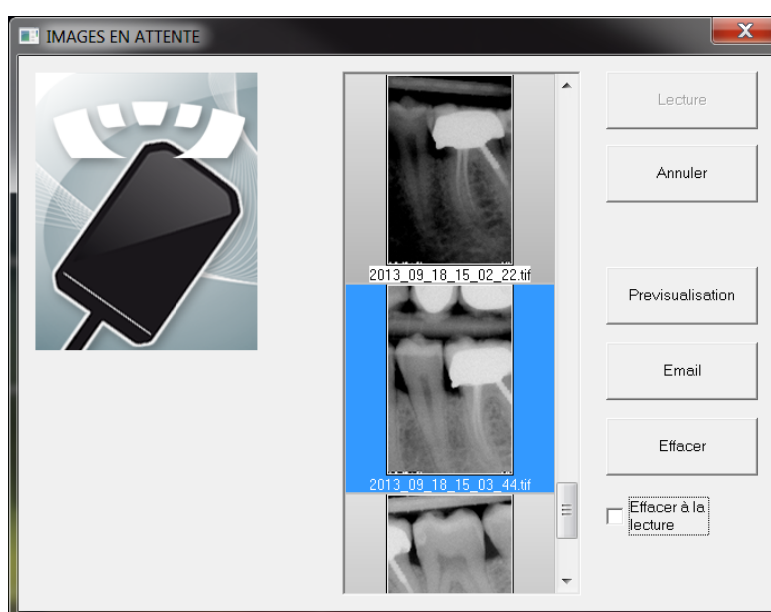 IMAGES EN ATTENTE
Lecture
Annuler
2013_09_18_15_02_22.tif
Previsualisation
Email
Effacer
2013_09_18_15_03_44.tif
Effacer à la
lecture